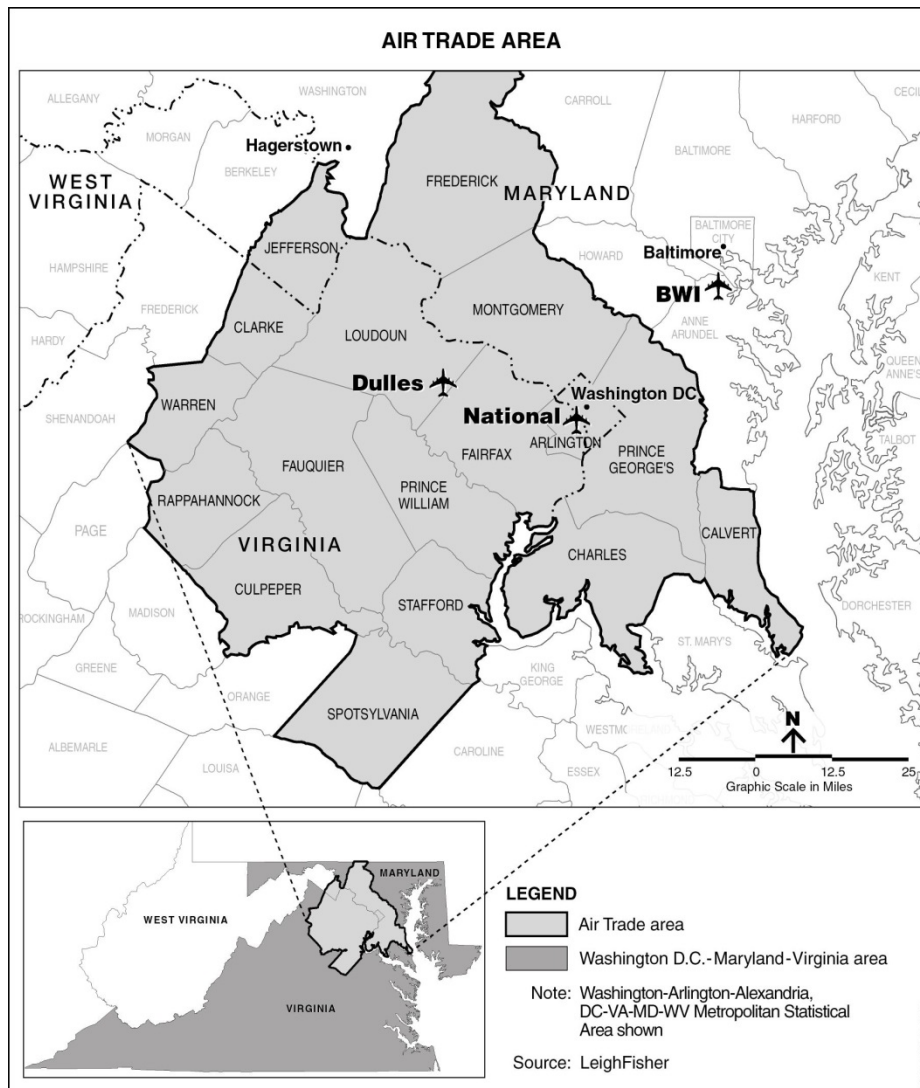 AIR TRADE AREA
ALLEGANY
WASHINGTON
CARROLL
CECIL
HARFORD
MORGAN
Hagerstown
BALTIMORE
BERKELEY
WEST
VIRGINIA
FREDERICK
MARYLAND
BALTIMORE
CITY
JEFFERSON
Baltimore
HOWARD
HAMPSHIRE
KENT
BWI
FREDERICK
MONTGOMERY
CLARKE
LOUDOUN
ANNE
ARUNDEL
HARDY
QUEEN
ANNE'S
Dulles
Washington DC
WARREN
National
SHENANDOAH
ARLINGTON
TALBOT
FAIRFAX
PRINCE
GEORGE'S
FAUQUIER
PRINCE
WILLIAM
RAPPAHANNOCK
PAGE
CALVERT
VIRGINIA
CHARLES
CULPEPER
STAFFORD
DORCHESTER
ROCKINGHAM
MADISON
ST. MARY'S
GREENE
KING
GEORGE
ORANGE
SPOTSYLVANIA
N
WESTMO
ALBEMARLE
CAROLINE
LOUISA
ESSEX
12.5 0 12.5 25
Graphic Scale in Miles
MARYLAND
WEST VIRGINIA
VIRGINIA
LEGEND
Air Trade area
Washington D.C.-Maryland-Virginia area
Note: Washington-Arlington-Alexandria,
DC-VA-MD-WV Metropolitan Statistical
Area shown
Source: LeighFisher